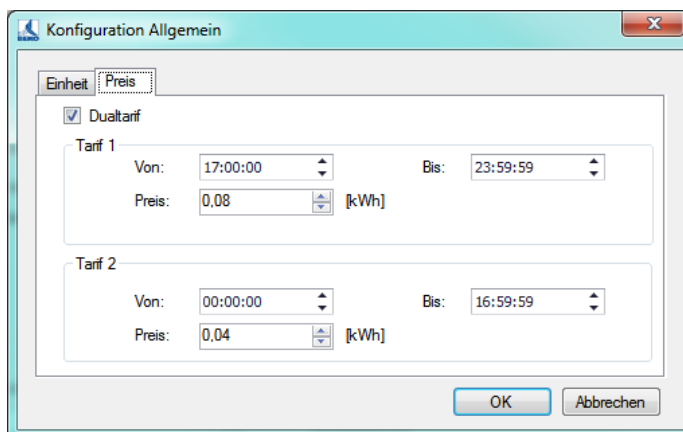 Konfiguration Allgemein
Einheit Preis
Dualtarif
Tarif 1
Von: 17:00:00 Bis: 23:59:59
Preis: 0,08 [kWh]
Tarif 2
Von: 00:00:00 Bis: 16:59:59
Preis: 0,04 [kWh]
OK Abbrechen